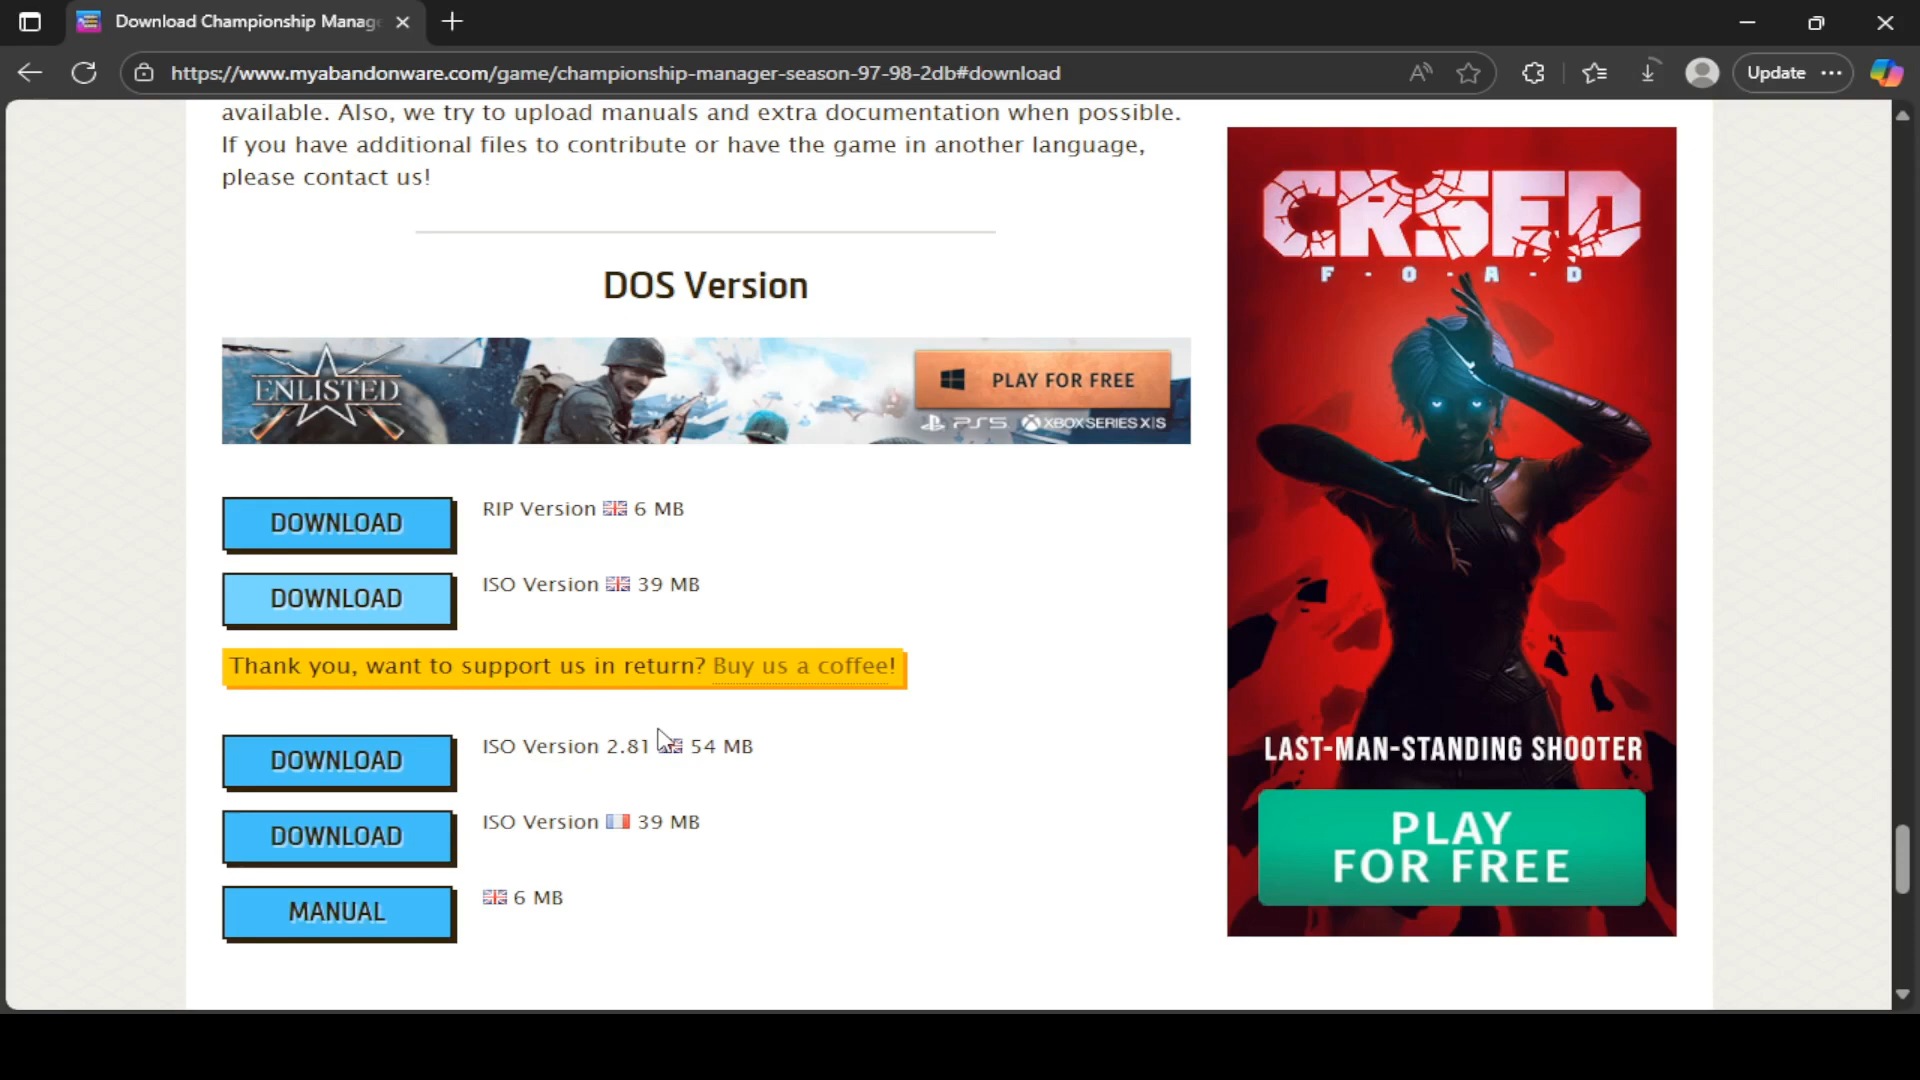 Download Championship Manag
https://www.myabandonware.com/game/championship-manager-season-97-98-2db#download
Update
available. Also, we try to upload manuals and extra documentation when possible.
If you have additional files to contribute or have the game in another language,
please contact us!
DOS Version
ENLISTED
PLAY FOR FREE
PS5 XBOX SERIES X|S
DOWNLOAD RIP Version 6 MB
DOWNLOAD ISO Version 39 MB
Thank you, want to support us in return? Buy us a coffee!
DOWNLOAD ISO Version 2.81 54 MB
DOWNLOAD ISO Version 39 MB
MANUAL 6 MB
CRSED
F · O · A · D
LAST-MAN-STANDING SHOOTER
PLAY
FOR FREE